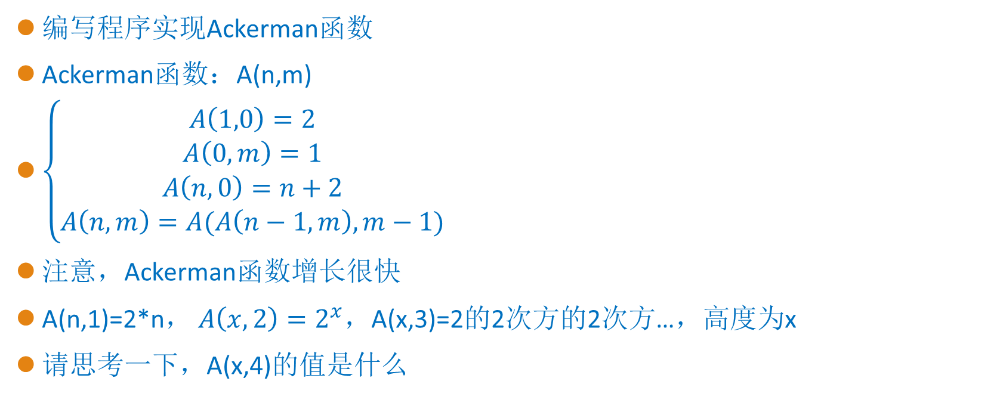 编写程序实现Ackerman函数
Ackerman函数：A(n,m)
A(1,0) = 2
A(0,m) = 1
A(n,0) = n + 2
A(n,m) = A(A(n − 1,m),m − 1)
注意，Ackerman函数增长很快
A(n,1)=2*n， A(x,2) = 2^x，A(x,3)=2的2次方的2次方...，高度为x
请思考一下，A(x,4)的值是什么